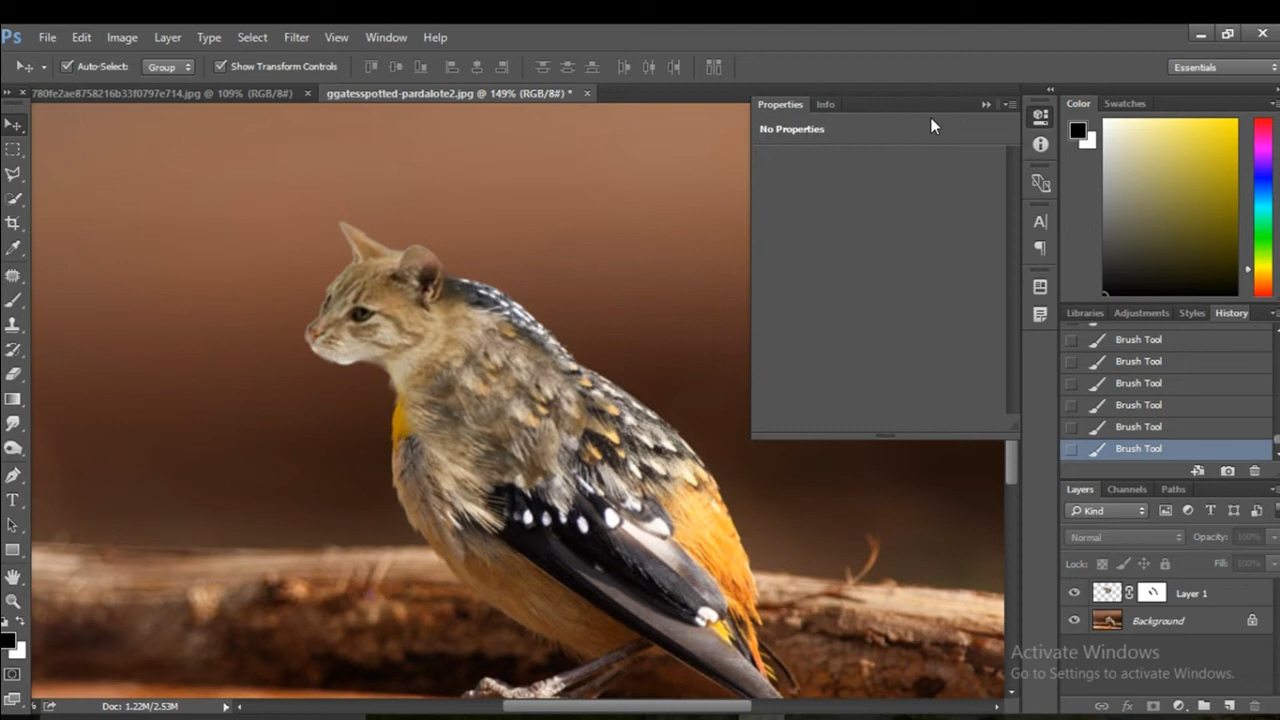 Ps File Edit Image Layer Type Select Filter View Window Help
Auto-Select: Group Show Transform Controls Essentials
780fe2ae8758216b33f0797e714.jpg @ 109% (RGB/8#) × ggatesspotted-pardalote2.jpg @ 149% (RGB/8#) * ×
Properties Info
No Properties
Color Swatches
Libraries Adjustments Styles History
Brush Tool
Brush Tool
Brush Tool
Brush Tool
Brush Tool
Brush Tool
Layers Channels Paths
Kind
Normal Opacity: 100%
Lock: Fill: 100%
Layer 1
Background
Activate Windows
Go to Settings to activate Windows.
Doc: 1.22M/2.53M